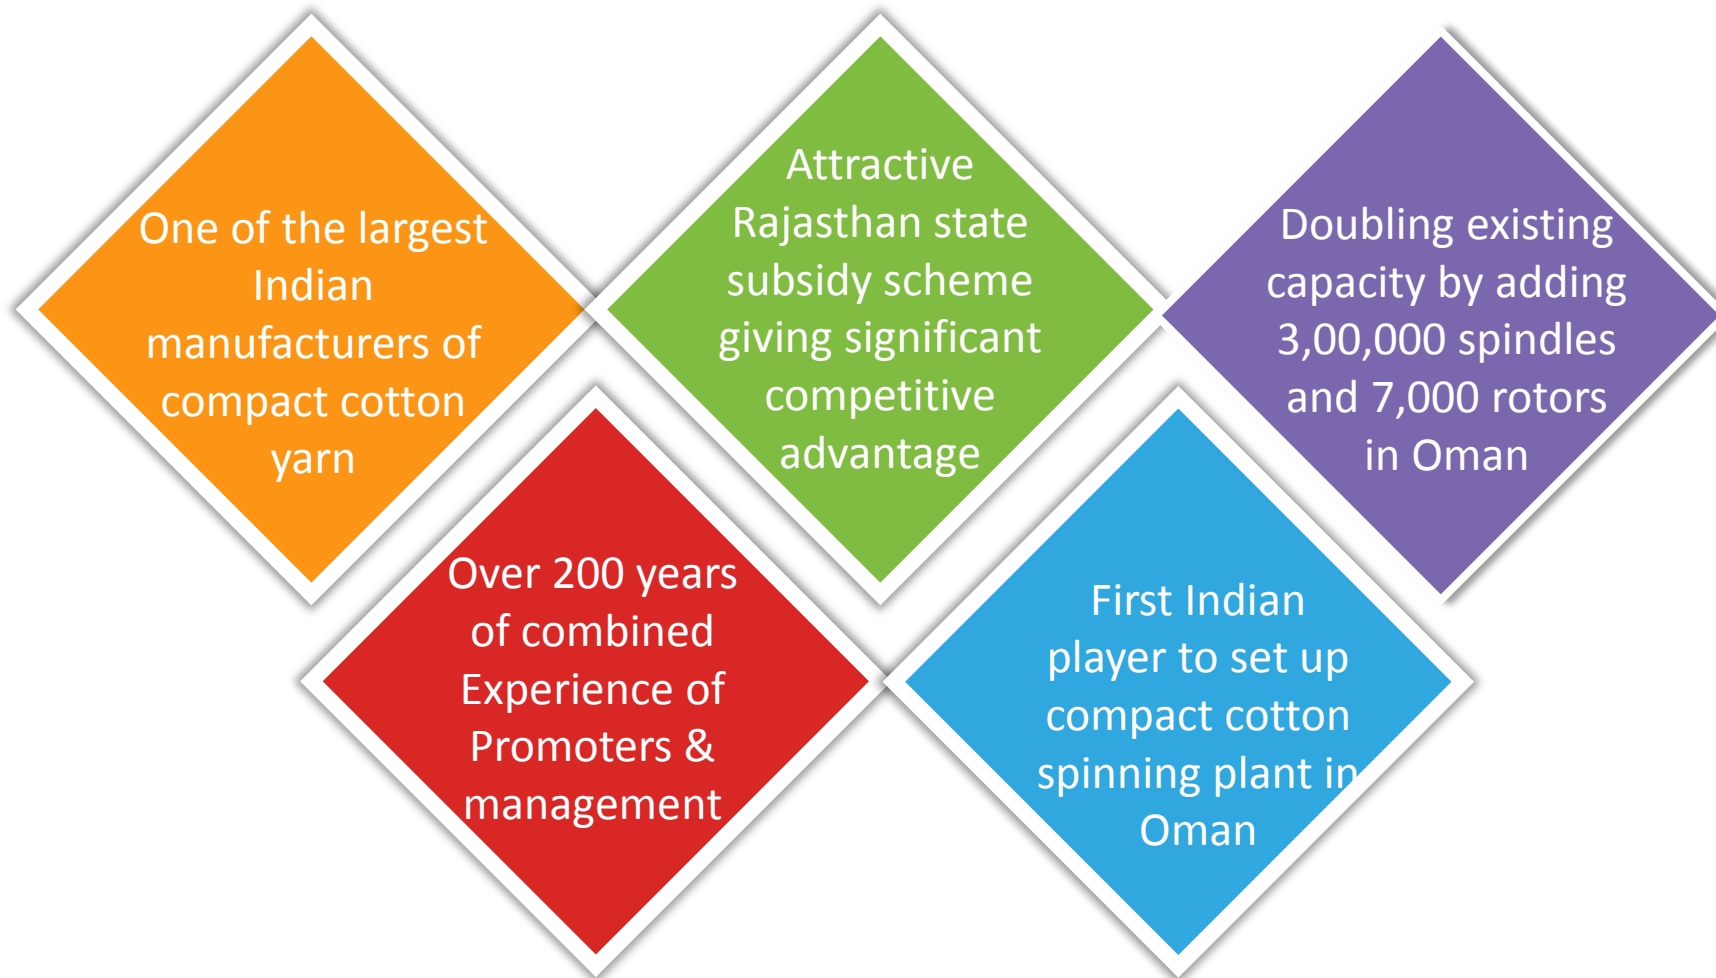 One of the largest
Indian
manufacturers of
compact cotton
yarn
Attractive
Rajasthan state
subsidy scheme
giving significant
competitive
advantage
Doubling existing
capacity by adding
3,00,000 spindles
and 7,000 rotors
in Oman
Over 200 years
of combined
Experience of
Promoters &
management
First Indian
player to set up
compact cotton
spinning plant in
Oman